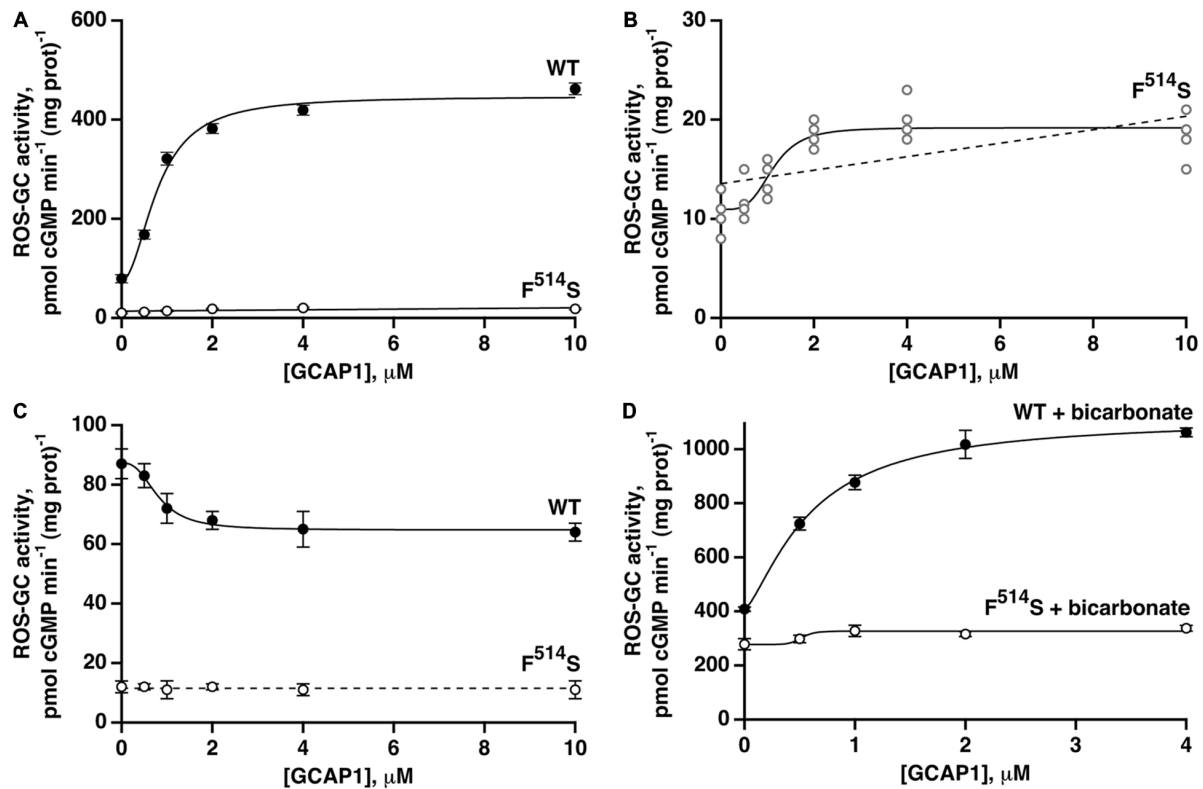 A
600
400
200
0
ROS-GC activity,
pmol cGMP min⁻¹ (mg prot)⁻¹
WT
F⁵¹⁴S
0 2 4 6 8 10
[GCAP1], μM
B
30
20
10
0
ROS-GC activity,
pmol cGMP min⁻¹ (mg prot)⁻¹
F⁵¹⁴S
0 2 4 6 8 10
[GCAP1], μM
C
100
80
60
40
20
0
ROS-GC activity,
pmol cGMP min⁻¹ (mg prot)⁻¹
WT
F⁵¹⁴S
0 2 4 6 8 10
[GCAP1], μM
D
WT + bicarbonate
1000
800
600
400
200
0
ROS-GC activity,
pmol cGMP min⁻¹ (mg prot)⁻¹
F⁵¹⁴S + bicarbonate
0 1 2 3 4
[GCAP1], μM